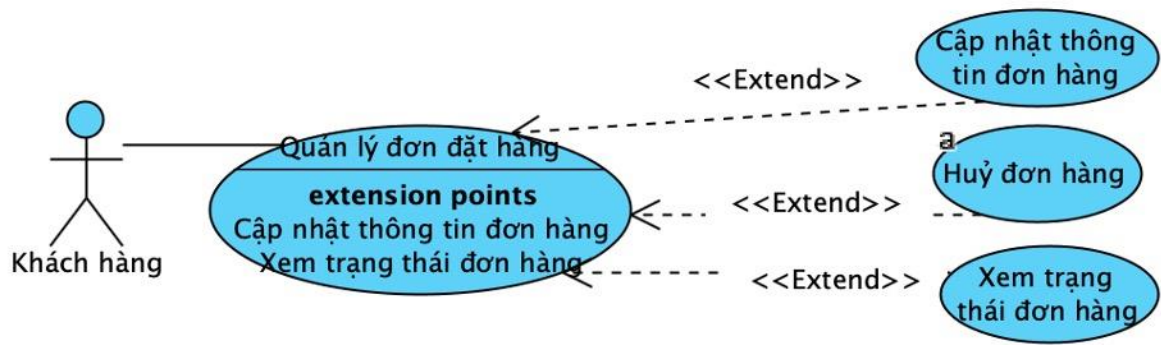 Cập nhật thông
tin đơn hàng
<<Extend>>
Quản lý đơn đặt hàng
extension points
Cập nhật thông tin đơn hàng
Xem trạng thái đơn hàng
a
Huỷ đơn hàng
<<Extend>>
Khách hàng
<<Extend>>
Xem trạng
thái đơn hàng